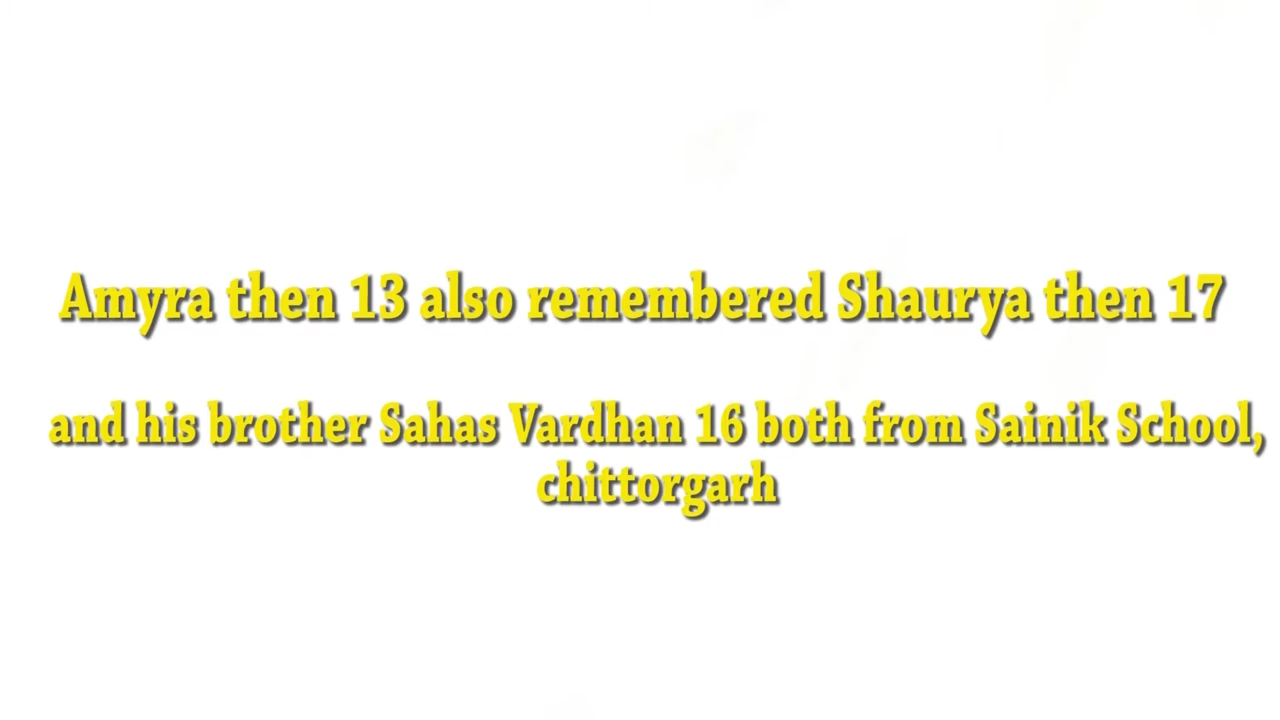 Amyra then 13 also remembered Shaurya then 17
and his brother Sahas Vardhan 16 both from Sainik School,
chittorgarh